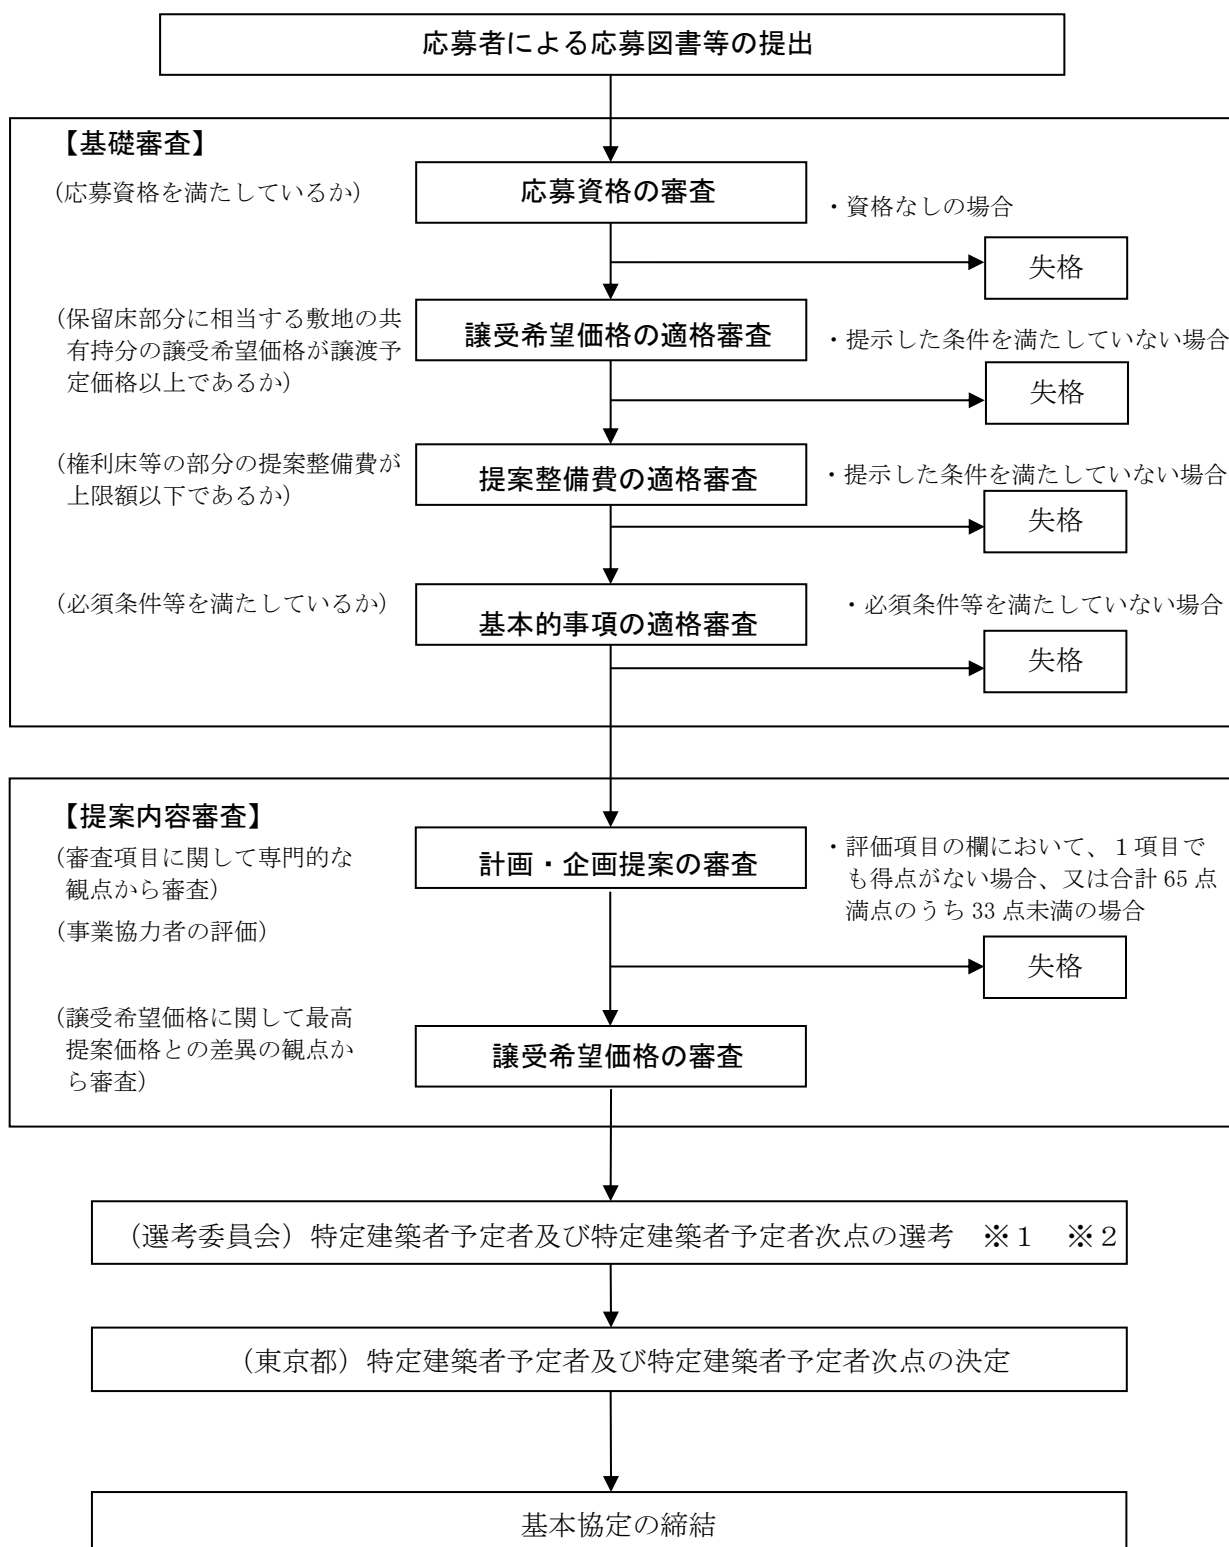 応募者による応募図書等の提出
【基礎審査】
(応募資格を満たしているか)
応募資格の審査
・資格なしの場合
失格
(保留床部分に相当する敷地の共
有持分の譲受希望価格が譲渡予
定価格以上であるか)
譲受希望価格の適格審査
・提示した条件を満たしていない場合
失格
(権利床等の部分の提案整備費が
上限額以下であるか)
提案整備費の適格審査
・提示した条件を満たしていない場合
失格
(必須条件等を満たしているか)
基本的事項の適格審査
・必須条件等を満たしていない場合
失格
【提案内容審査】
(審査項目に関して専門的な
観点から審査)
(事業協力者の評価)
計画・企画提案の審査
・評価項目の欄において、1項目で
も得点がない場合、又は合計 65 点
満点のうち 33 点未満の場合
失格
(譲受希望価格に関して最高
提案価格との差異の観点か
ら審査)
譲受希望価格の審査
(選考委員会)特定建築者予定者及び特定建築者予定者次点の選考 ※1 ※2
(東京都)特定建築者予定者及び特定建築者予定者次点の決定
基本協定の締結